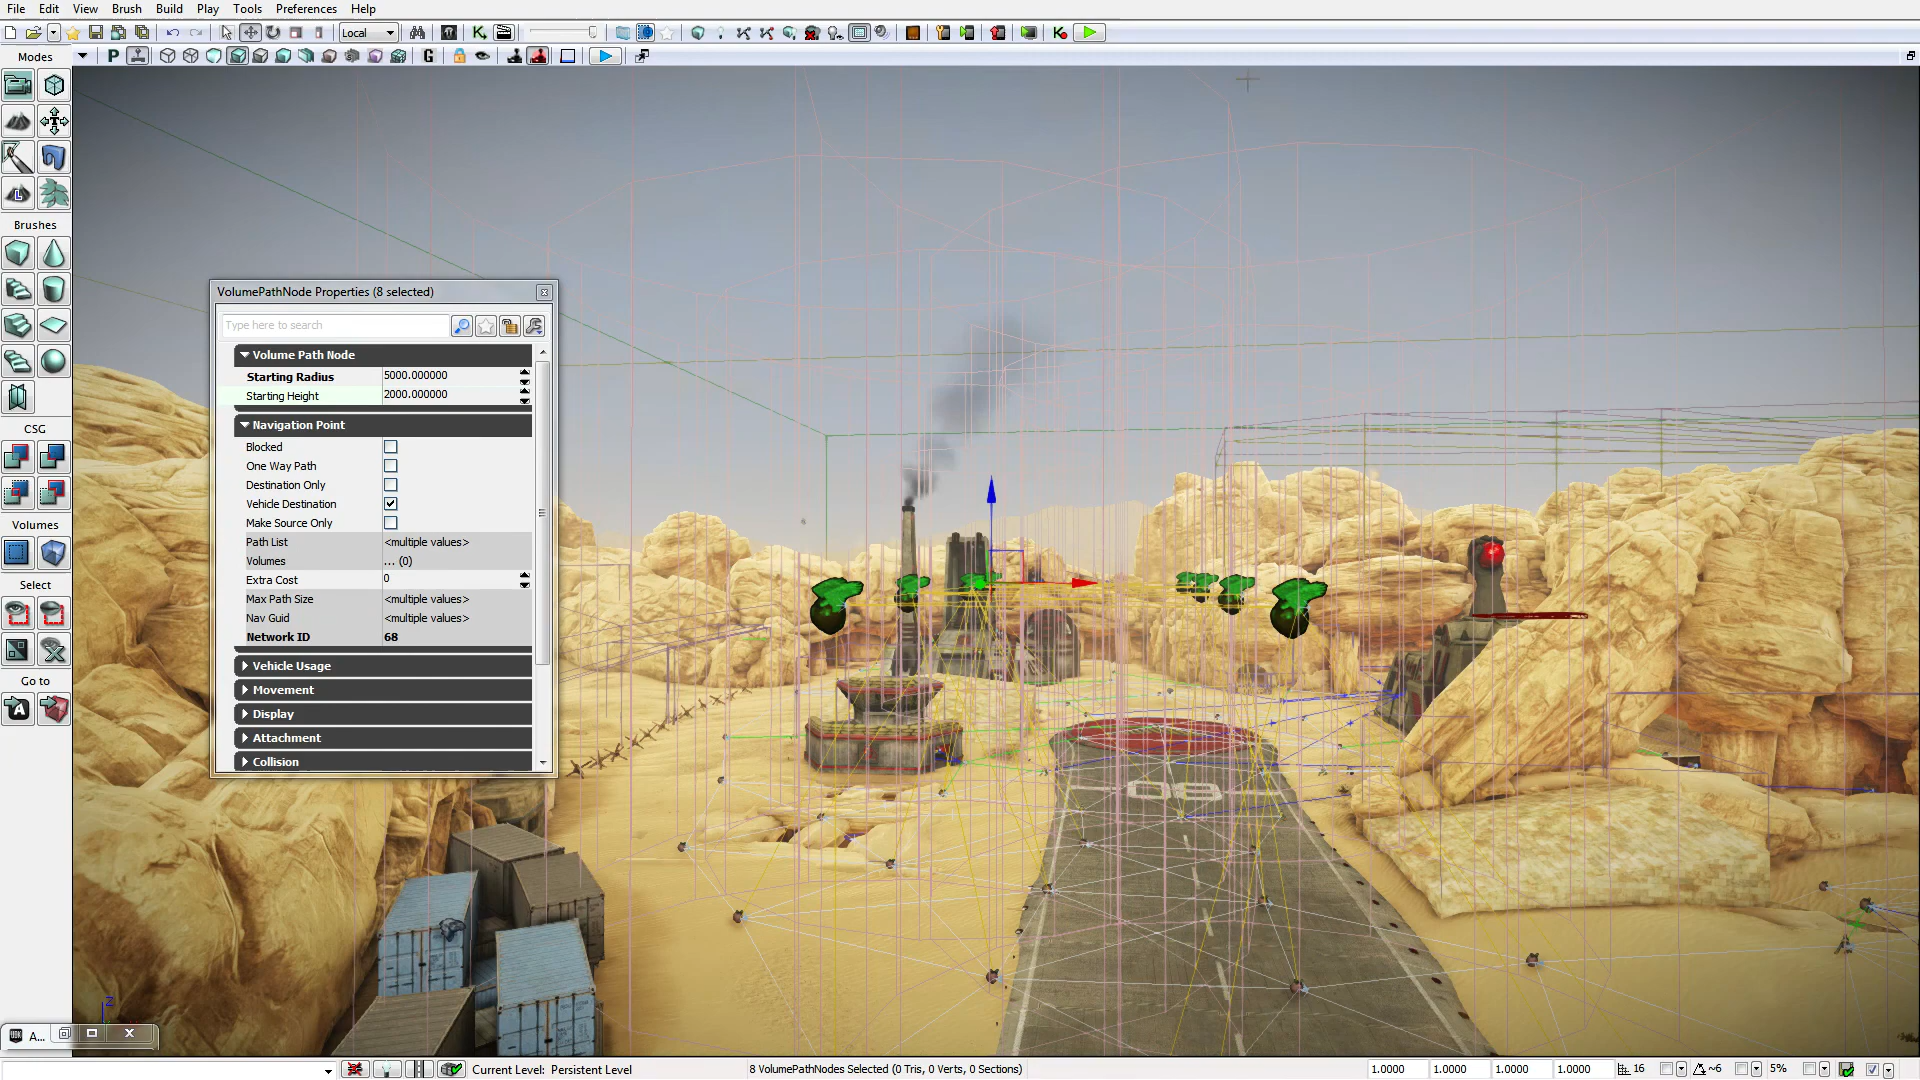 File Edit View Brush Build Play Tools Preferences Help
Local
Modes
P
G
L
Brushes
CSG
Volumes
Select
Go to
A
VolumePathNode Properties (8 selected)
Type here to search
Volume Path Node
Starting Radius 5000.000000
Starting Height 2000.000000
Navigation Point
Blocked
One Way Path
Destination Only
Vehicle Destination
Make Source Only
Path List <multiple values>
Volumes ... (0)
Extra Cost 0
Max Path Size <multiple values>
Nav Guid <multiple values>
Network ID 68
Vehicle Usage
Movement
Display
Attachment
Collision
Z
A...
Current Level: Persistent Level
8 VolumePathNodes Selected (0 Tris, 0 Verts, 0 Sections)
1.0000 1.0000 1.0000 1.0000 16 ~6 5%